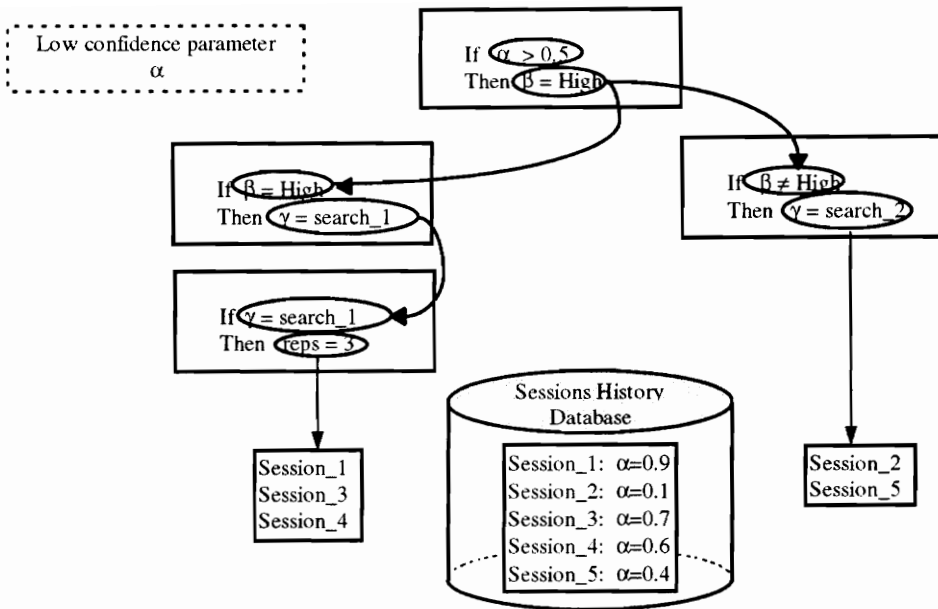 Low confidence parameter
α
If α > 0.5
Then β = High
If β = High
Then γ = search_1
If β ≠ High
Then γ = search_2
If γ = search_1
Then reps = 3
Session_1
Session_3
Session_4
Sessions History
Database
Session_1: α=0.9
Session_2: α=0.1
Session_3: α=0.7
Session_4: α=0.6
Session_5: α=0.4
Session_2
Session_5